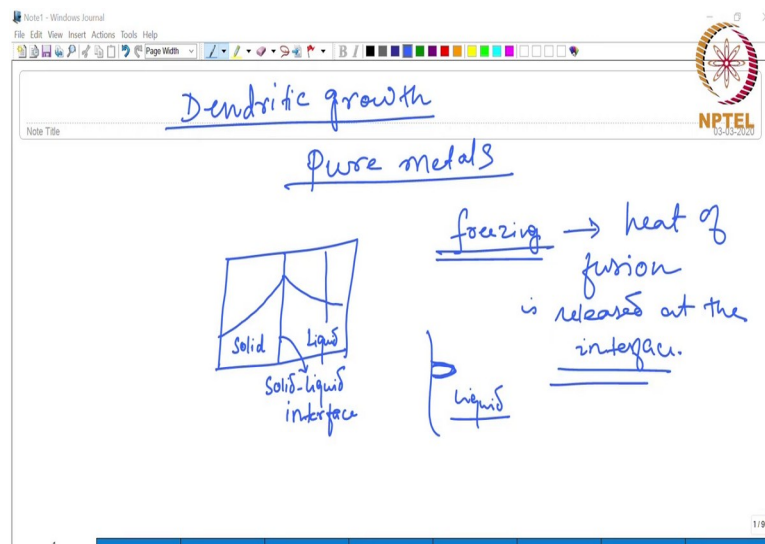 Note1 - Windows Journal
File Edit View Insert Actions Tools Help
Page Width
B I
NPTEL
Note Title
03-03-2020
Dendritic growth
Pure metals
freezing → heat of
fusion
is released at the
interface.
Solid Liquid
Solid-liquid
interface
Liquid
1/9